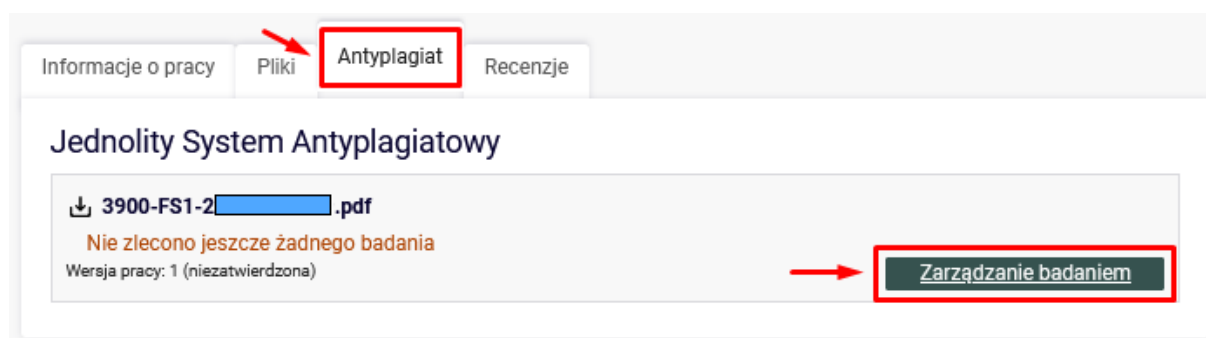 Informacje o pracy Pliki Antyplagiat Recenzje
Jednolity System Antyplagiatowy
3900-FS1-2 .pdf
Nie zlecono jeszcze żadnego badania
Wersja pracy: 1 (niezatwierdzona)
Zarządzanie badaniem